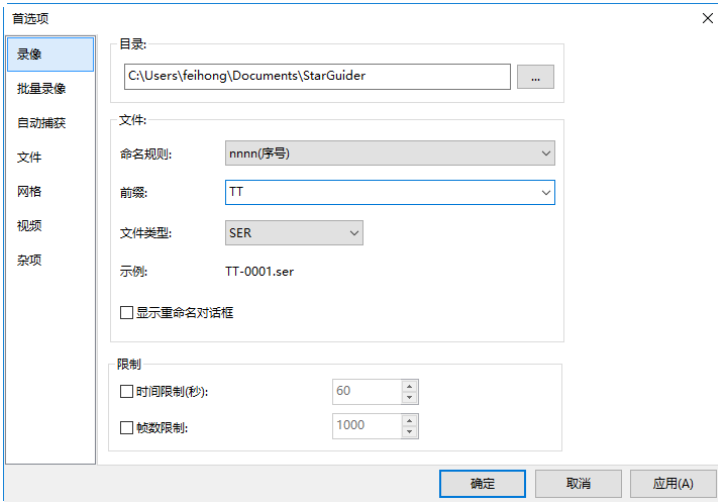 首选项
录像
批量录像
自动捕获
文件
网格
视频
杂项
目录:
C:\Users\feihong\Documents\StarGuider
...
文件:
命名规则: nnnn(序号)
前缀: TT
文件类型: SER
示例: TT-0001.ser
显示重命名对话框
限制
时间限制(秒): 60
帧数限制: 1000
确定 取消 应用(A)